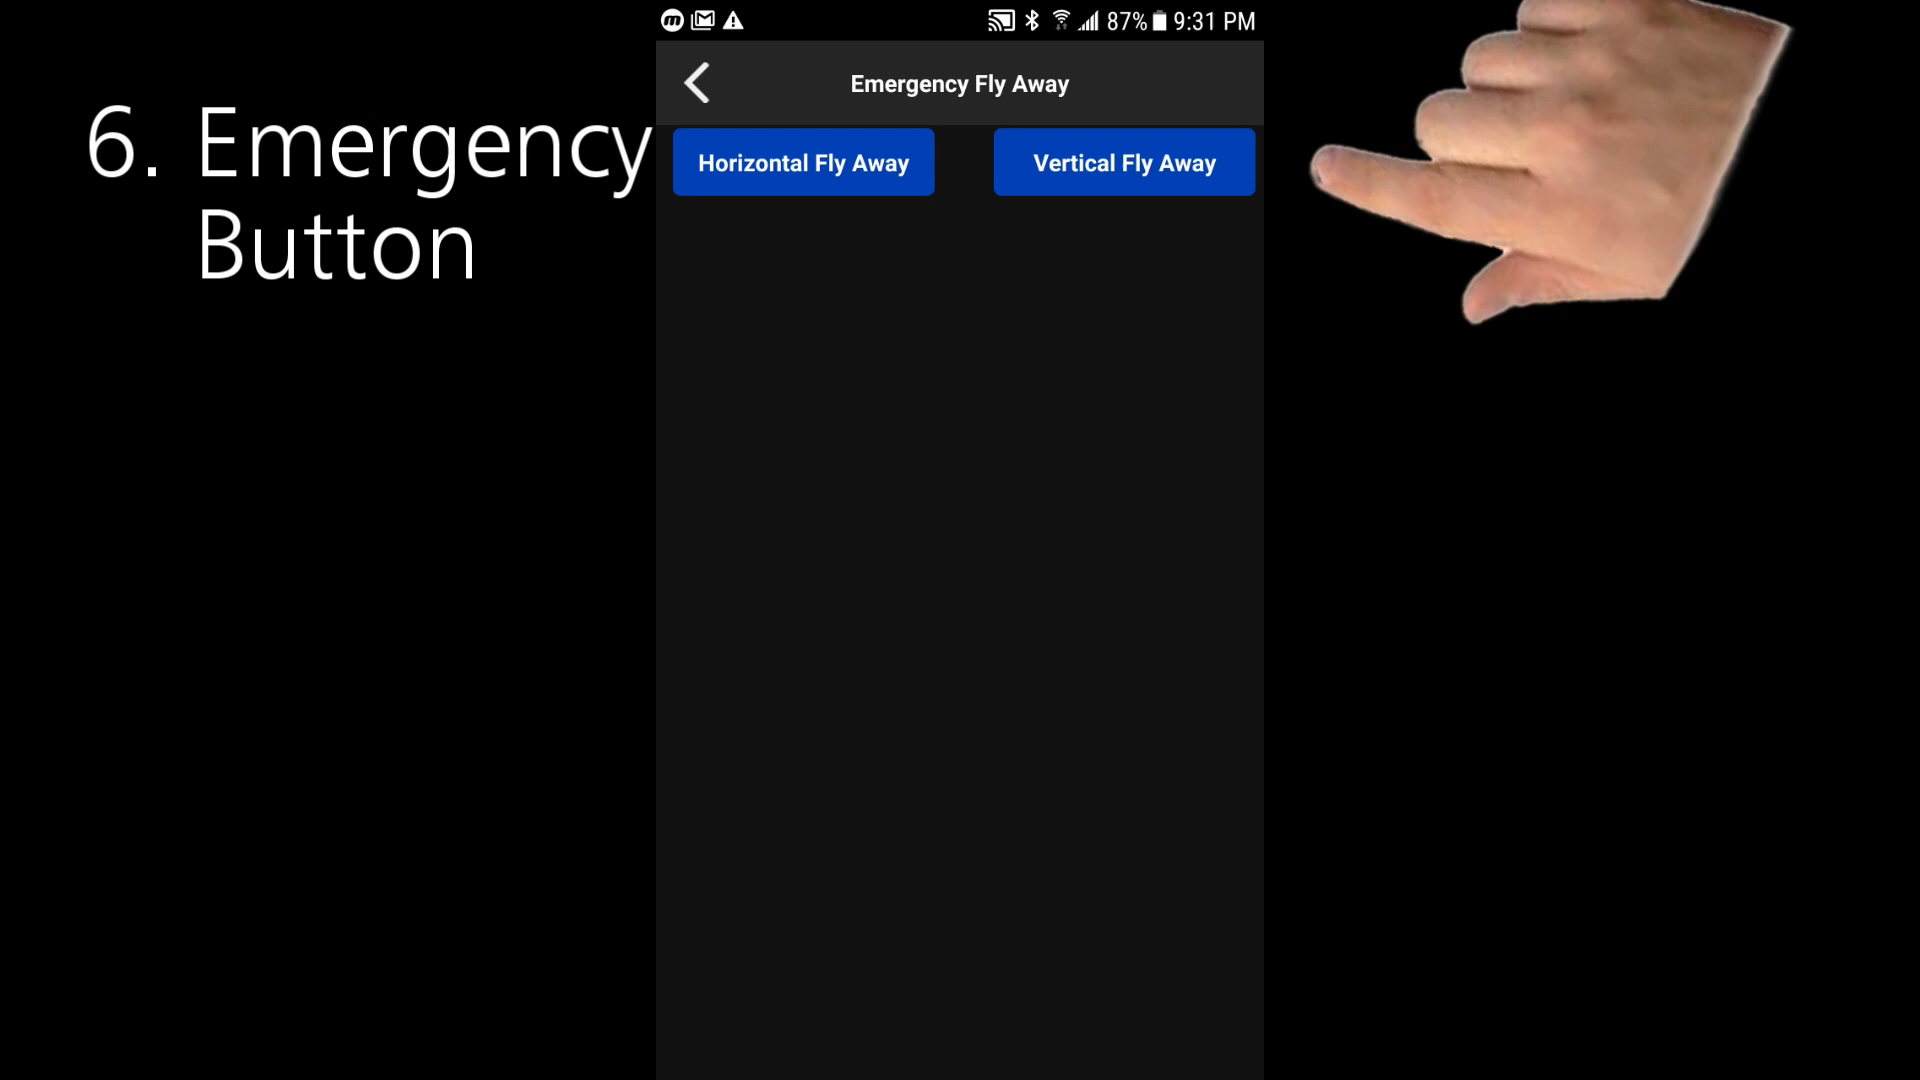 87% 9:31 PM
Emergency Fly Away
6. Emergency
Button
Horizontal Fly Away
Vertical Fly Away